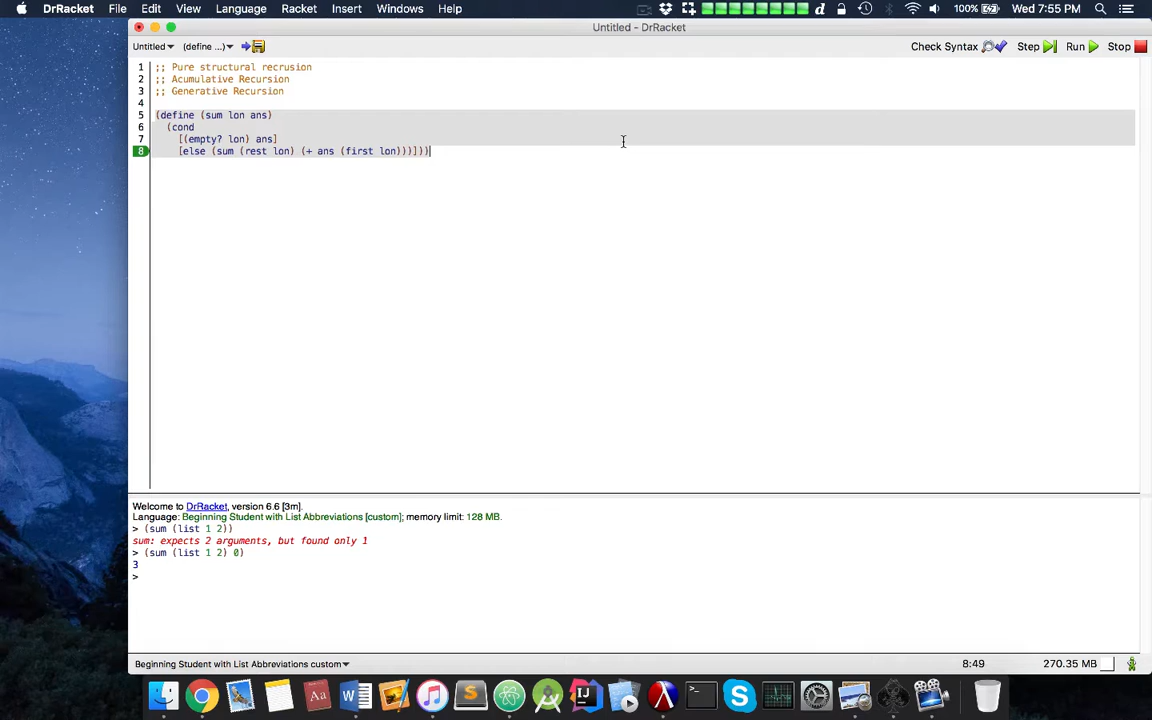 DrRacket File Edit View Language Racket Insert Windows Help 100% Wed 7:55 PM
Untitled - DrRacket
Untitled (define ...) Check Syntax Step Run Stop
1 ;; Pure structural recrusion
2 ;; Acumulative Recursion
3 ;; Generative Recursion
4
5 (define (sum lon ans)
6 (cond
7 [(empty? lon) ans]
8 [else (sum (rest lon) (+ ans (first lon)))]))
Welcome to DrRacket, version 6.6 [3m].
Language: Beginning Student with List Abbreviations [custom]; memory limit: 128 MB.
> (sum (list 1 2))
sum: expects 2 arguments, but found only 1
> (sum (list 1 2) 0)
3
>
Beginning Student with List Abbreviations custom 8:49 270.35 MB